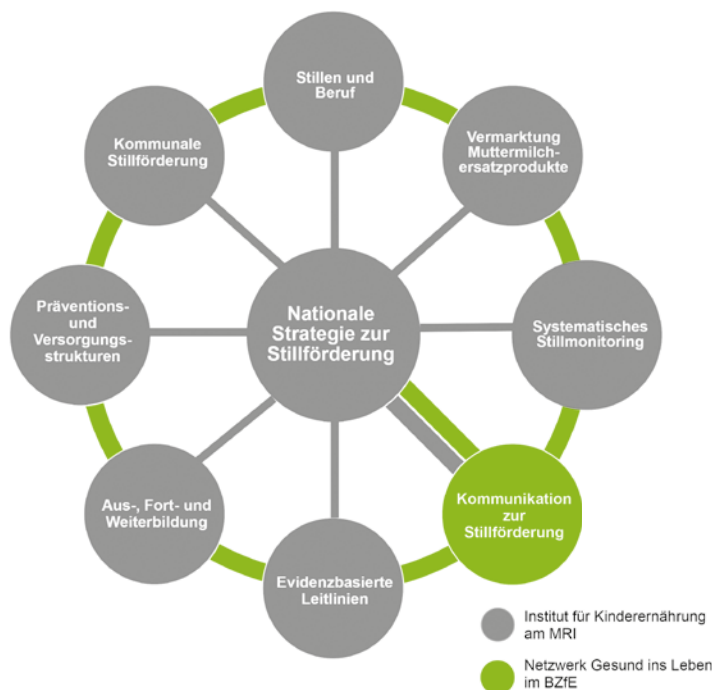 Stillen und
Beruf
Kommunale
Stillförderung
Vermarktung
Muttermilch-
ersatzprodukte
Präventions-
und
Versorgungs-
strukturen
Nationale
Strategie zur
Stillförderung
Systematisches
Stillmonitoring
Aus-, Fort- und
Weiterbildung
Kommunikation
zur
Stillförderung
Evidenzbasierte
Leitlinien
Institut für Kinderernährung
am MRI
Netzwerk Gesund ins Leben
im BZfE